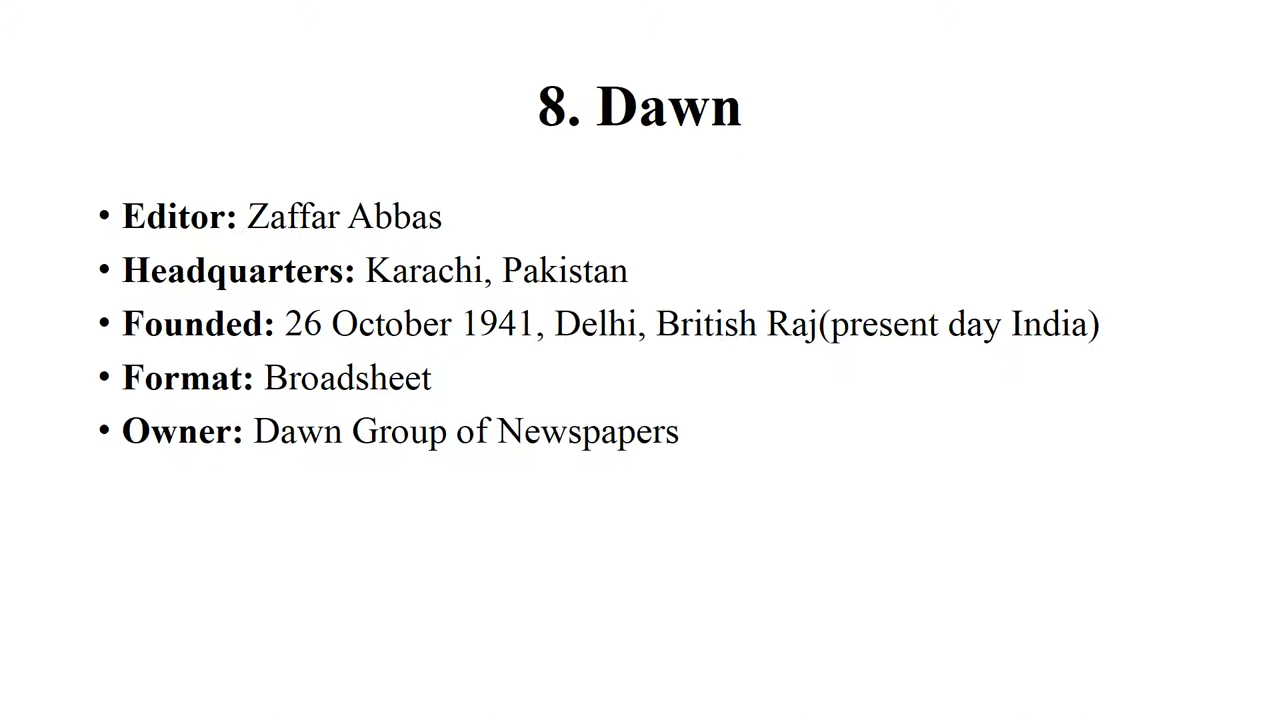 8. Dawn
• Editor: Zaffar Abbas
• Headquarters: Karachi, Pakistan
• Founded: 26 October 1941, Delhi, British Raj(present day India)
• Format: Broadsheet
• Owner: Dawn Group of Newspapers